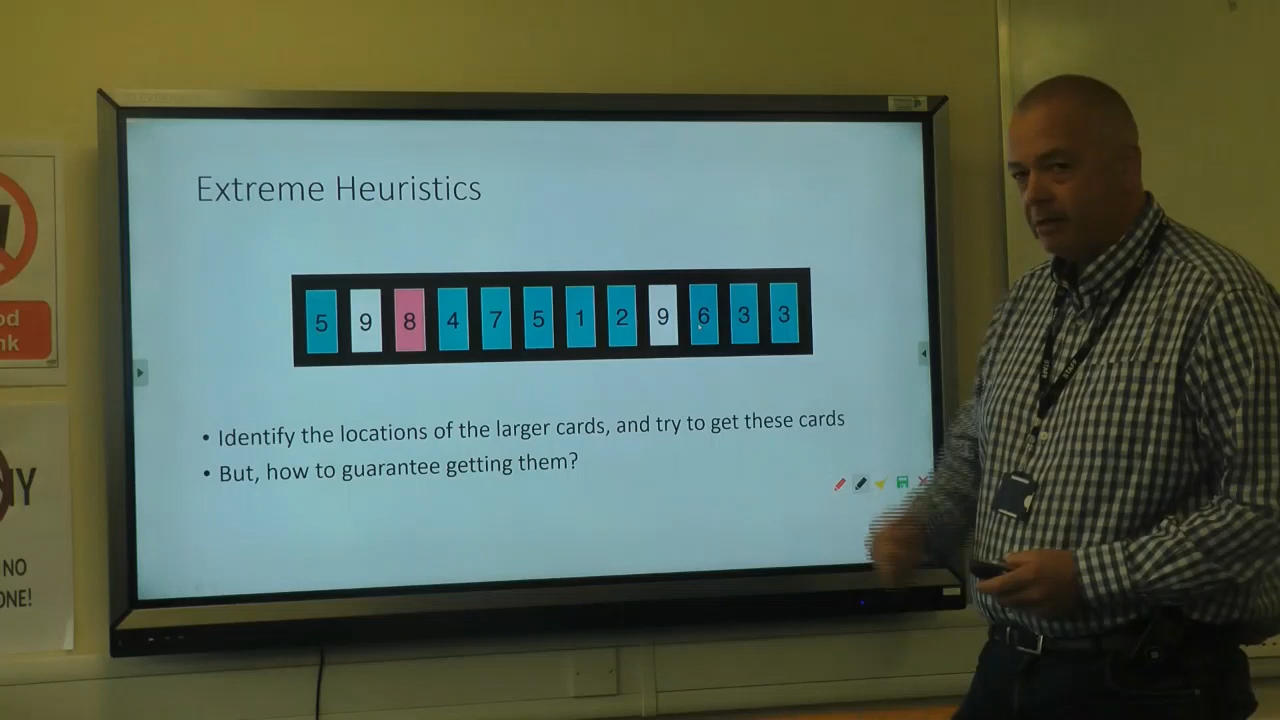 Extreme Heuristics
5 9 8 4 7 5 1 2 9 6 3 3
• Identify the locations of the larger cards, and try to get these cards
• But, how to guarantee getting them?
od
nk
Y
NO
ONE!
STAFF